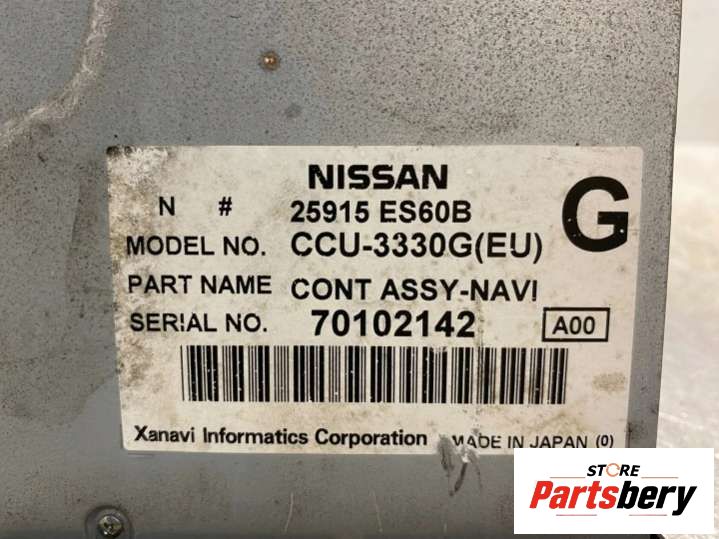 NISSAN
N # 25915 ES60B
G
MODEL NO. CCU-3330G(EU)
PART NAME CONT ASSY-NAVI
SERIAL NO. 70102142 A00
Xanavi Informatics Corporation MADE IN JAPAN (0)
STORE
Partsbery